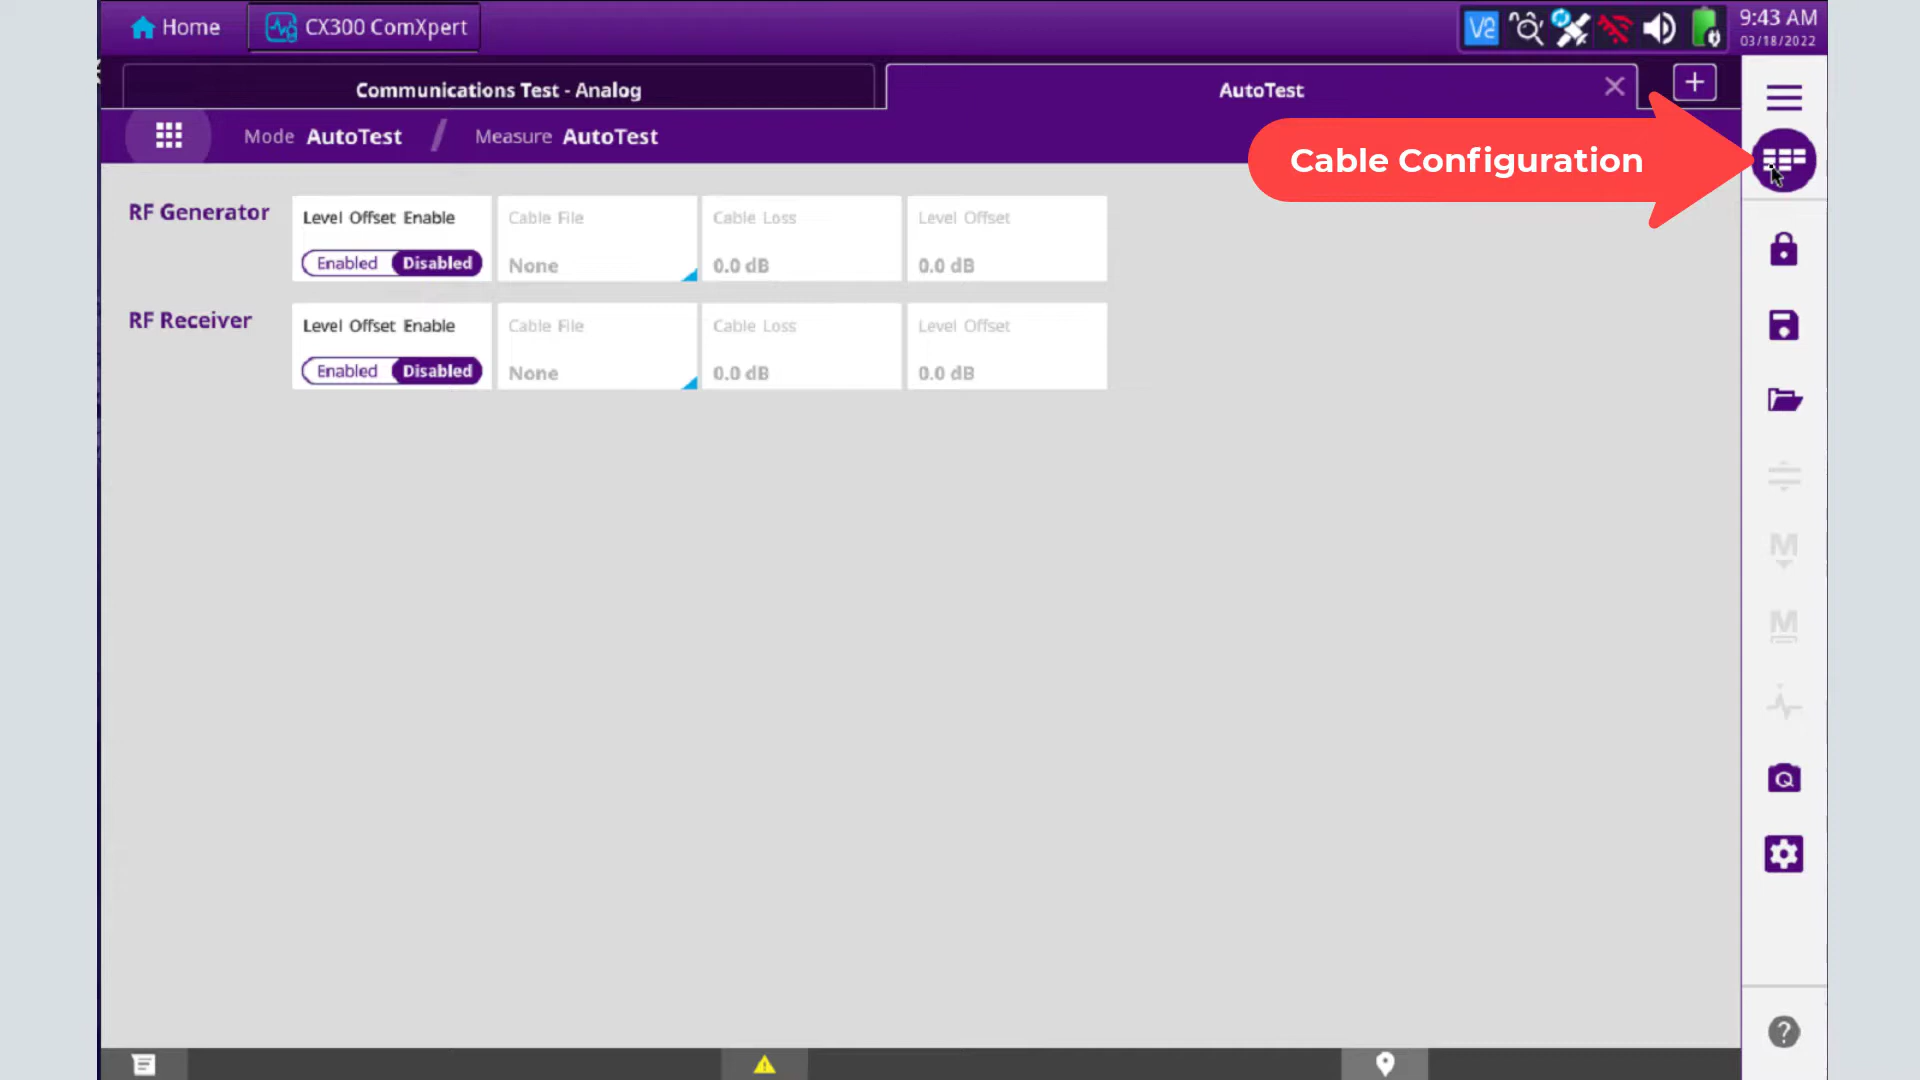 Home
CX300 ComXpert
9:43 AM
03/18/2022
Communications Test - Analog
AutoTest
Mode AutoTest / Measure AutoTest
Cable Configuration
RF Generator
Level Offset Enable
Enabled Disabled
Cable File
None
Cable Loss
0.0 dB
Level Offset
0.0 dB
RF Receiver
Level Offset Enable
Enabled Disabled
Cable File
None
Cable Loss
0.0 dB
Level Offset
0.0 dB
M
M
Q
?